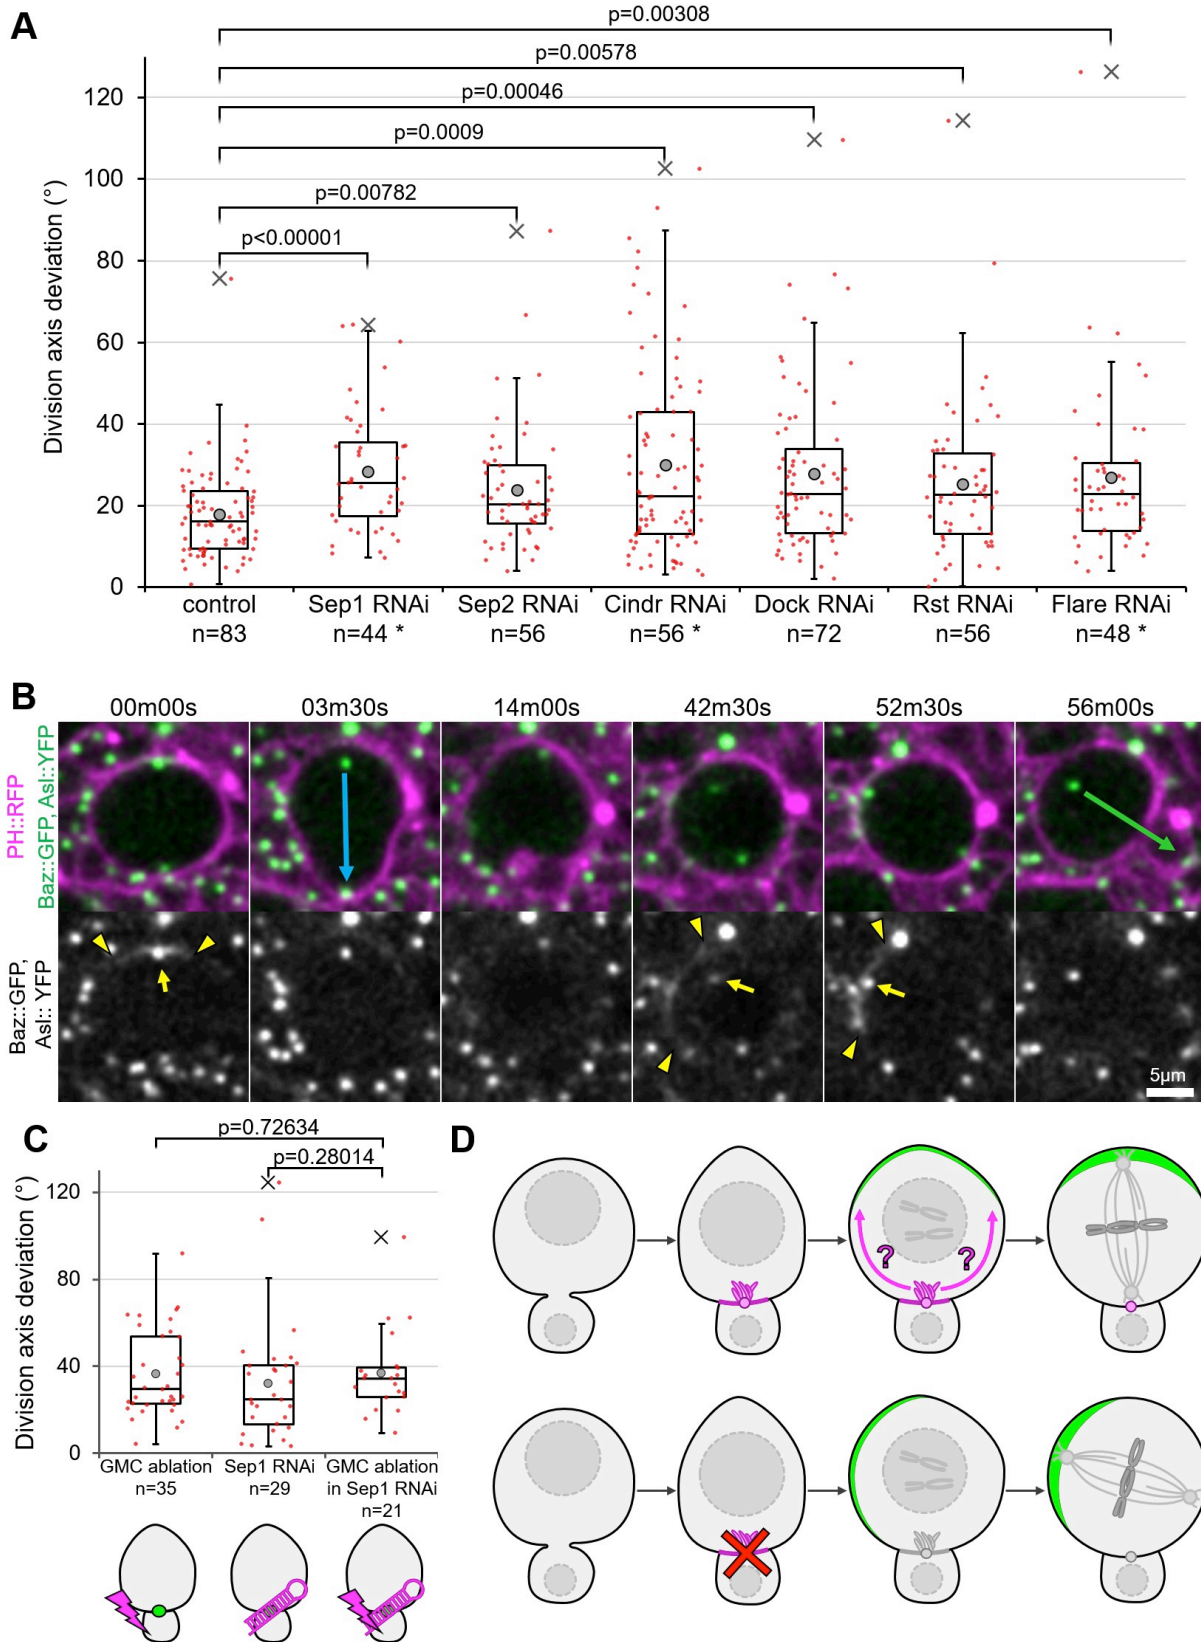 A
p=0.00308
p=0.00578
p=0.00046
p=0.0009
p=0.00782
p<0.00001
Division axis deviation (°)
120
100
80
60
40
20
0
control
n=83
Sep1 RNAi
n=44 *
Sep2 RNAi
n=56
Cindr RNAi
n=56 *
Dock RNAi
n=72
Rst RNAi
n=56
Flare RNAi
n=48 *
B
00m00s
03m30s
14m00s
42m30s
52m30s
56m00s
PH::RFP
Baz::GFP, Asl::YFP
Baz::GFP,
Asl:: YFP
5µm
C
p=0.72634
p=0.28014
Division axis deviation (°)
120
80
40
0
GMC ablation
n=35
Sep1 RNAi
n=29
GMC ablation
in Sep1 RNAi
n=21
D
?
?